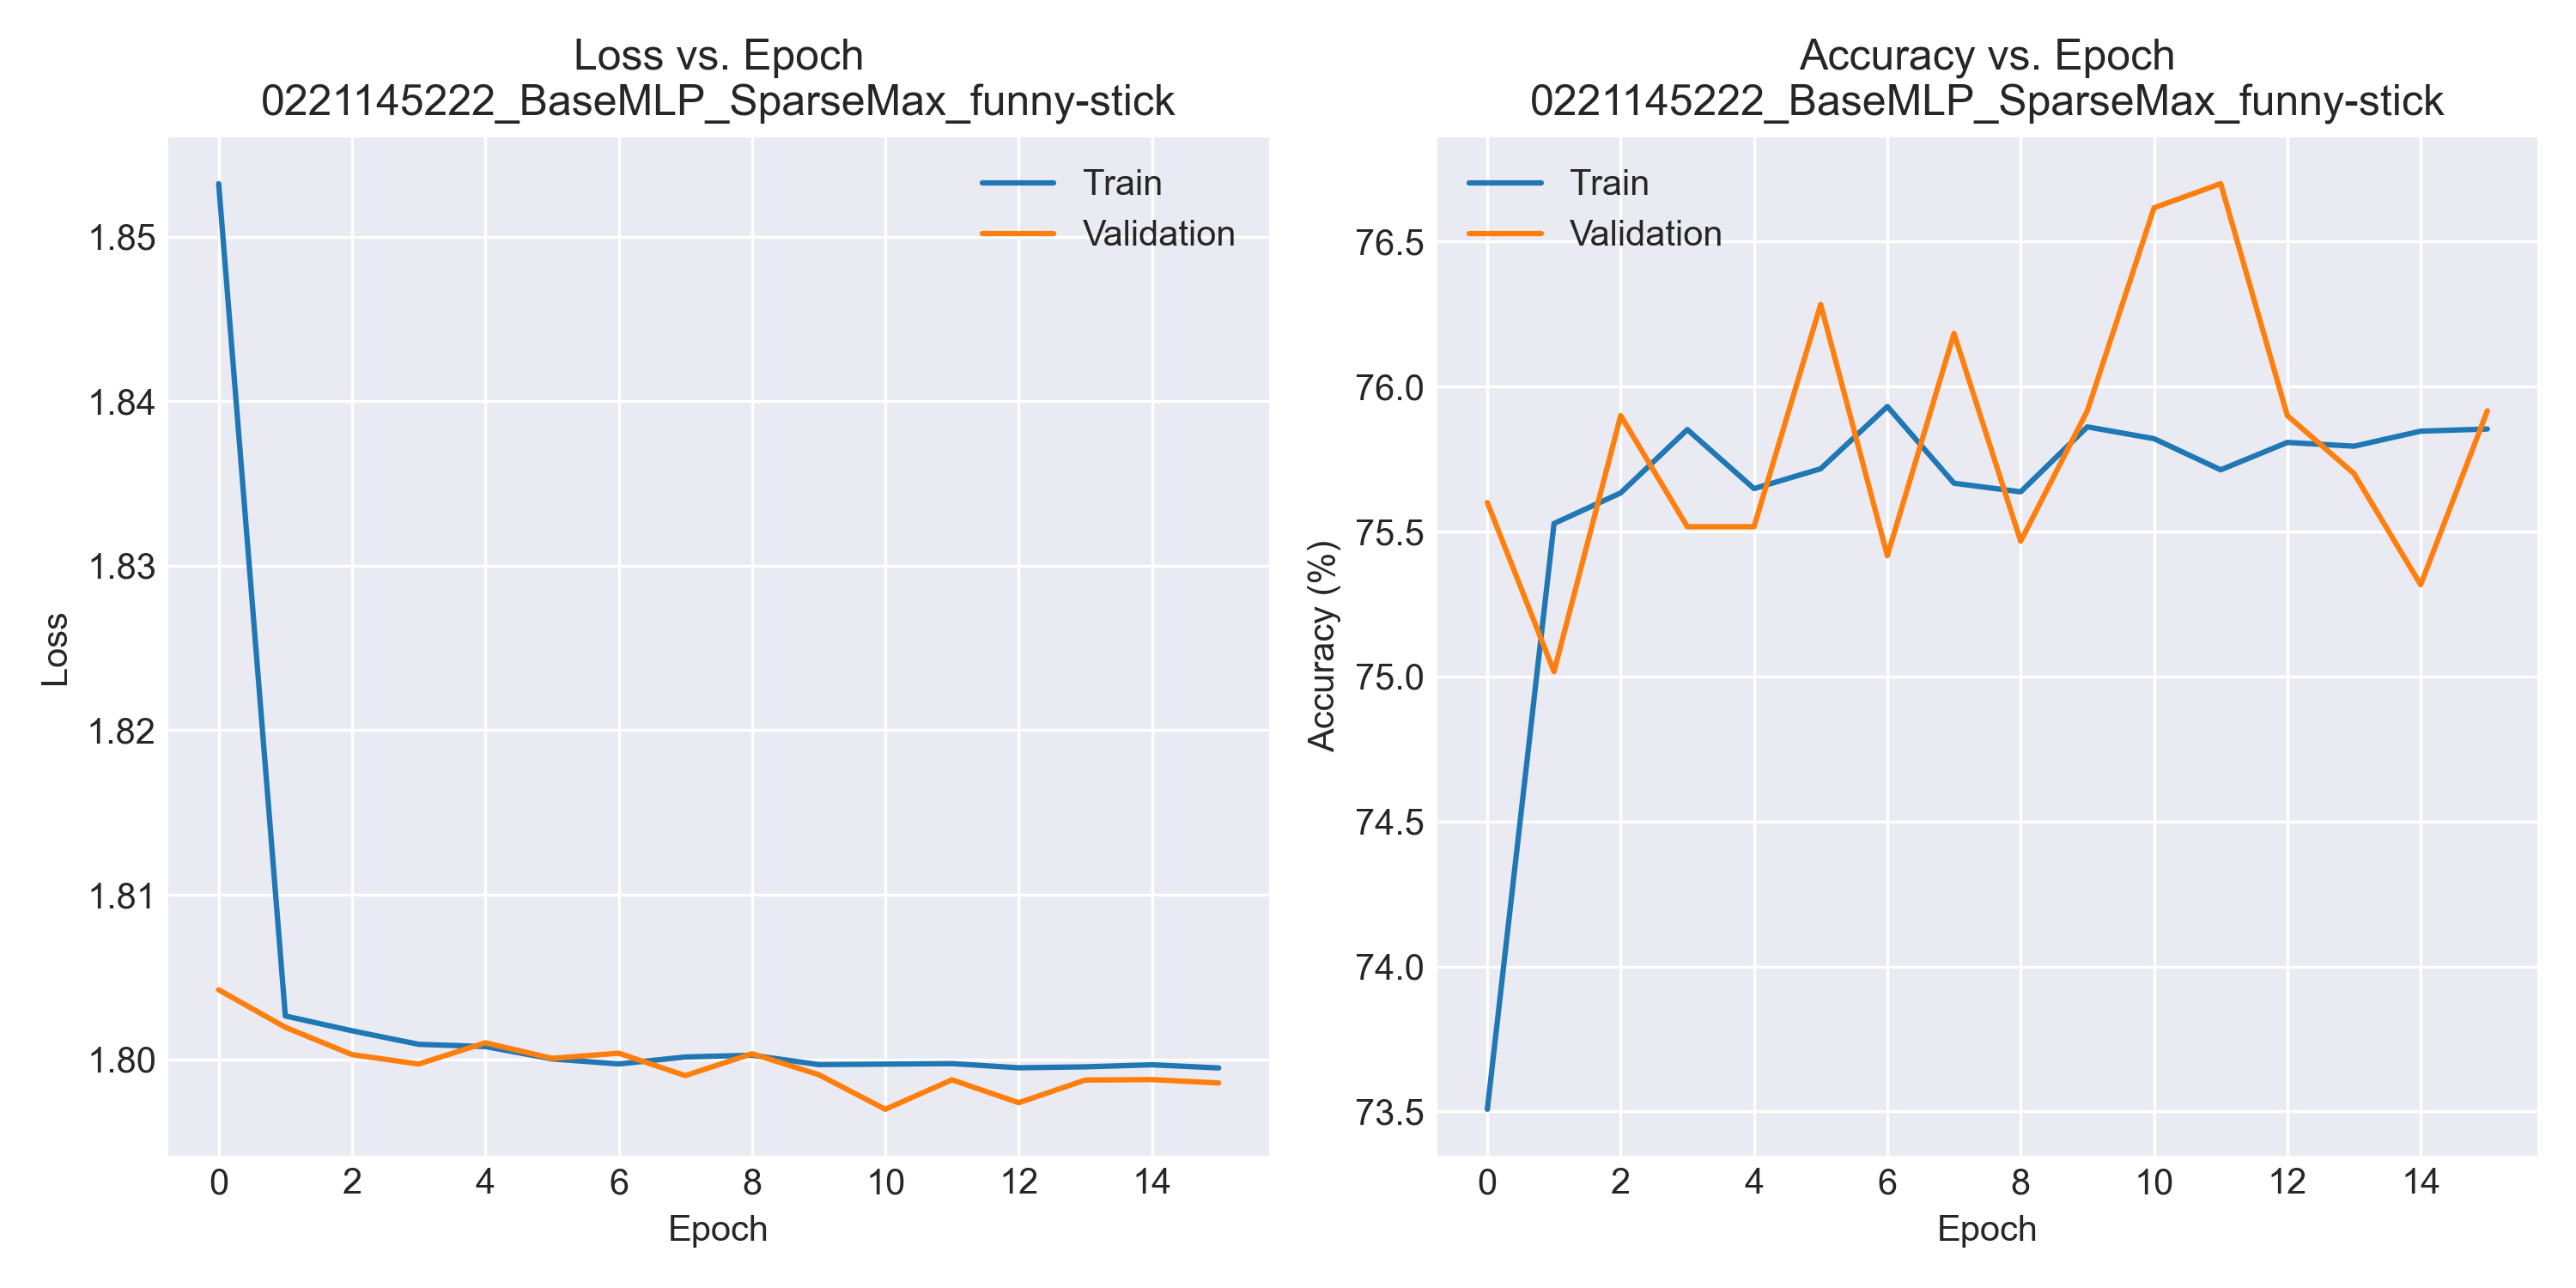 Loss vs. Epoch
0221145222_BaseMLP_SparseMax_funny-stick
Train
Validation
1.85
1.84
1.83
1.82
1.81
1.80
Loss
0 2 4 6 8 10 12 14
Epoch
Accuracy vs. Epoch
0221145222_BaseMLP_SparseMax_funny-stick
Train
Validation
76.5
76.0
75.5
75.0
74.5
74.0
73.5
Accuracy (%)
0 2 4 6 8 10 12 14
Epoch